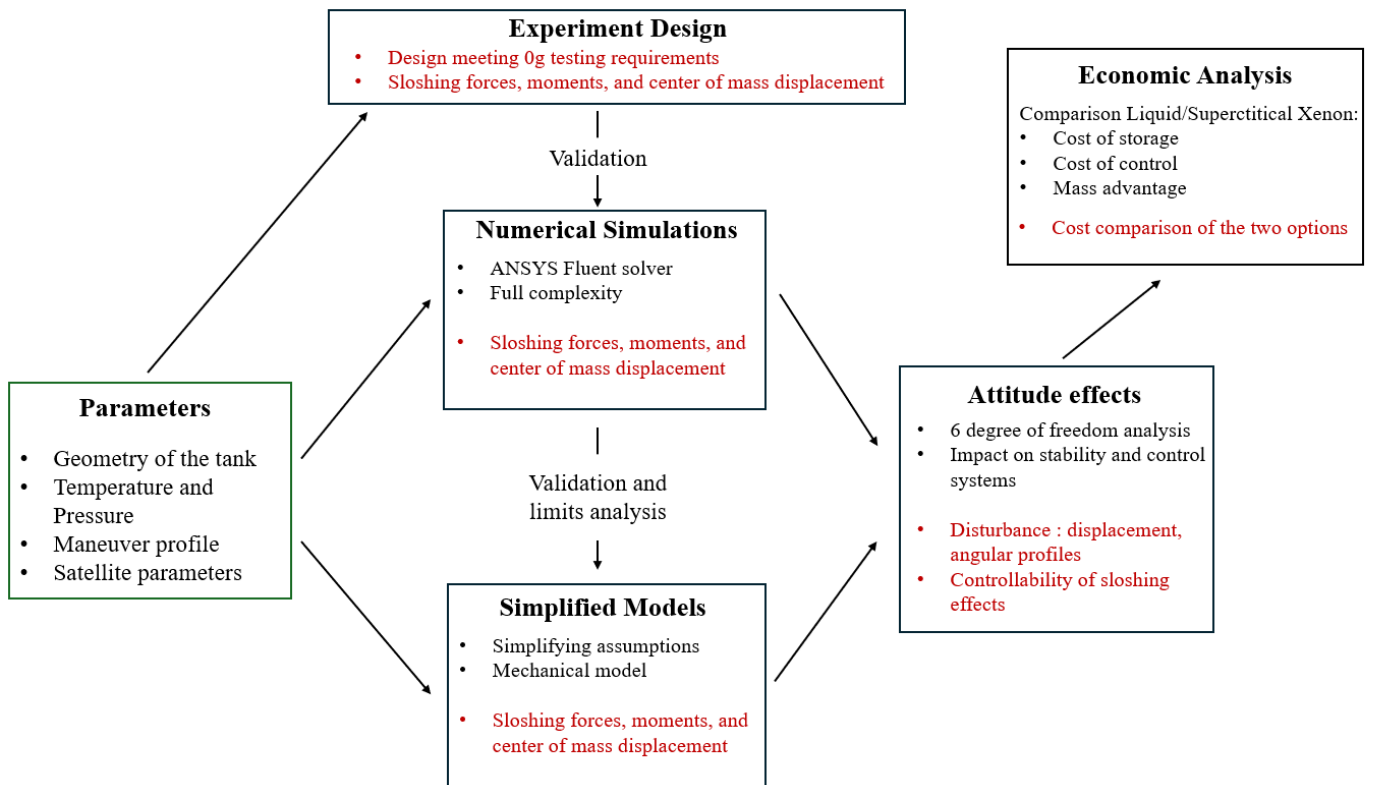 Experiment Design
• Design meeting 0g testing requirements
• Sloshing forces, moments, and center of mass displacement
Economic Analysis
Comparison Liquid/Superctitical Xenon:
• Cost of storage
• Cost of control
• Mass advantage
• Cost comparison of the two options
Validation
Numerical Simulations
• ANSYS Fluent solver
• Full complexity
• Sloshing forces, moments, and
center of mass displacement
Parameters
• Geometry of the tank
• Temperature and
Pressure
• Maneuver profile
• Satellite parameters
Validation and
limits analysis
Attitude effects
• 6 degree of freedom analysis
• Impact on stability and control
systems
• Disturbance : displacement,
angular profiles
• Controllability of sloshing
effects
Simplified Models
• Simplifying assumptions
• Mechanical model
• Sloshing forces, moments, and
center of mass displacement